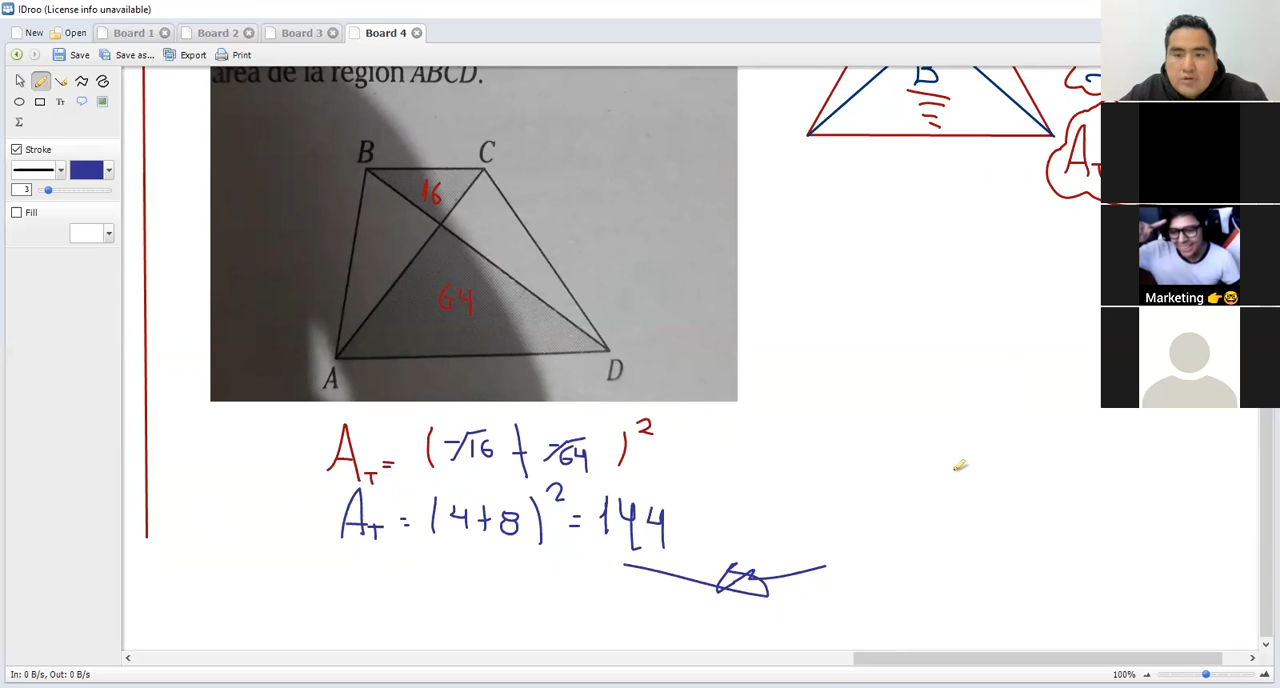 IDroo (License info unavailable)
New Open Board 1 Board 2 Board 3 Board 4
Save Save as... Export Print
Tr
Σ
Stroke
3
Fill
área de la región ABCD.
B C
16
64
A D
B
A_T
A_T = (√16 + √64)²
A_T = (4+8)² = 144
Marketing 👉🤓
In: 0 B/s, Out: 0 B/s
100%